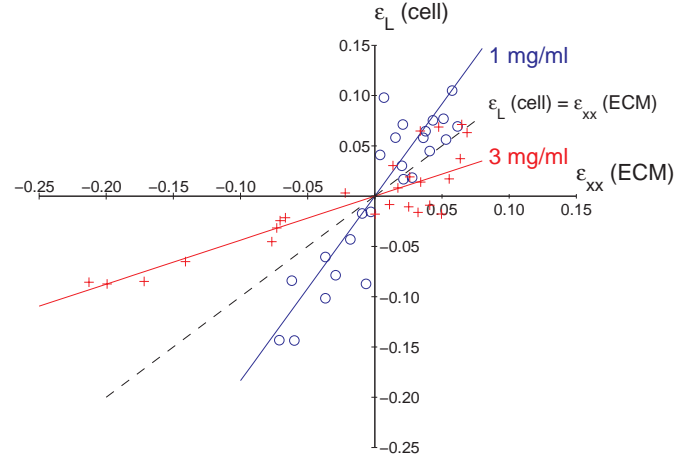 ε_L (cell)
0.15
1 mg/ml
0.10
ε_L (cell) = ε_xx (ECM)
0.05
3 mg/ml
ε_xx (ECM)
−0.25 −0.20 −0.15 −0.10 −0.05 0.05 0.10 0.15
−0.05
−0.10
−0.15
−0.20
−0.25